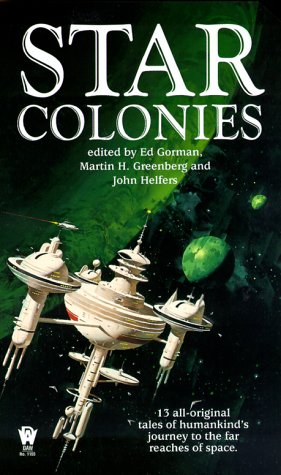 STAR
COLONIES
edited by Ed Gorman,
Martin H. Greenberg and
John Helfers
13 all-original
tales of humankind's
journey to the far
reaches of space.
DAW